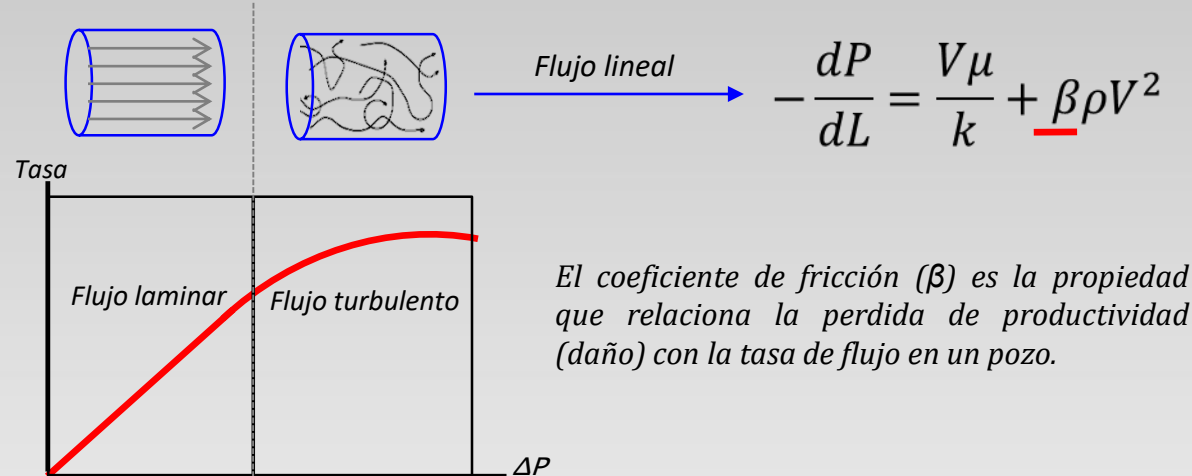 Flujo lineal
−dP/dL = Vμ/k + βρV²
Tasa
Flujo laminar
Flujo turbulento
ΔP
El coeficiente de fricción (β) es la propiedad
que relaciona la perdida de productividad
(daño) con la tasa de flujo en un pozo.